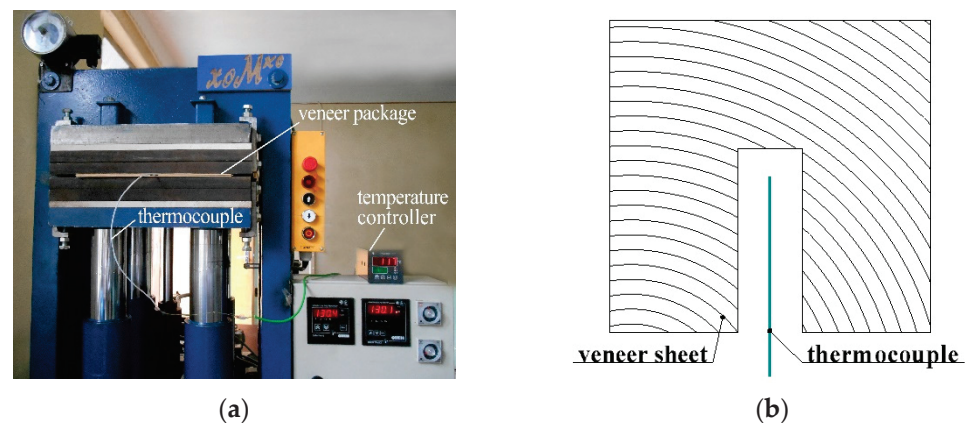 veneer package
thermocouple
temperature
controller
(a)
veneer sheet
thermocouple
(b)